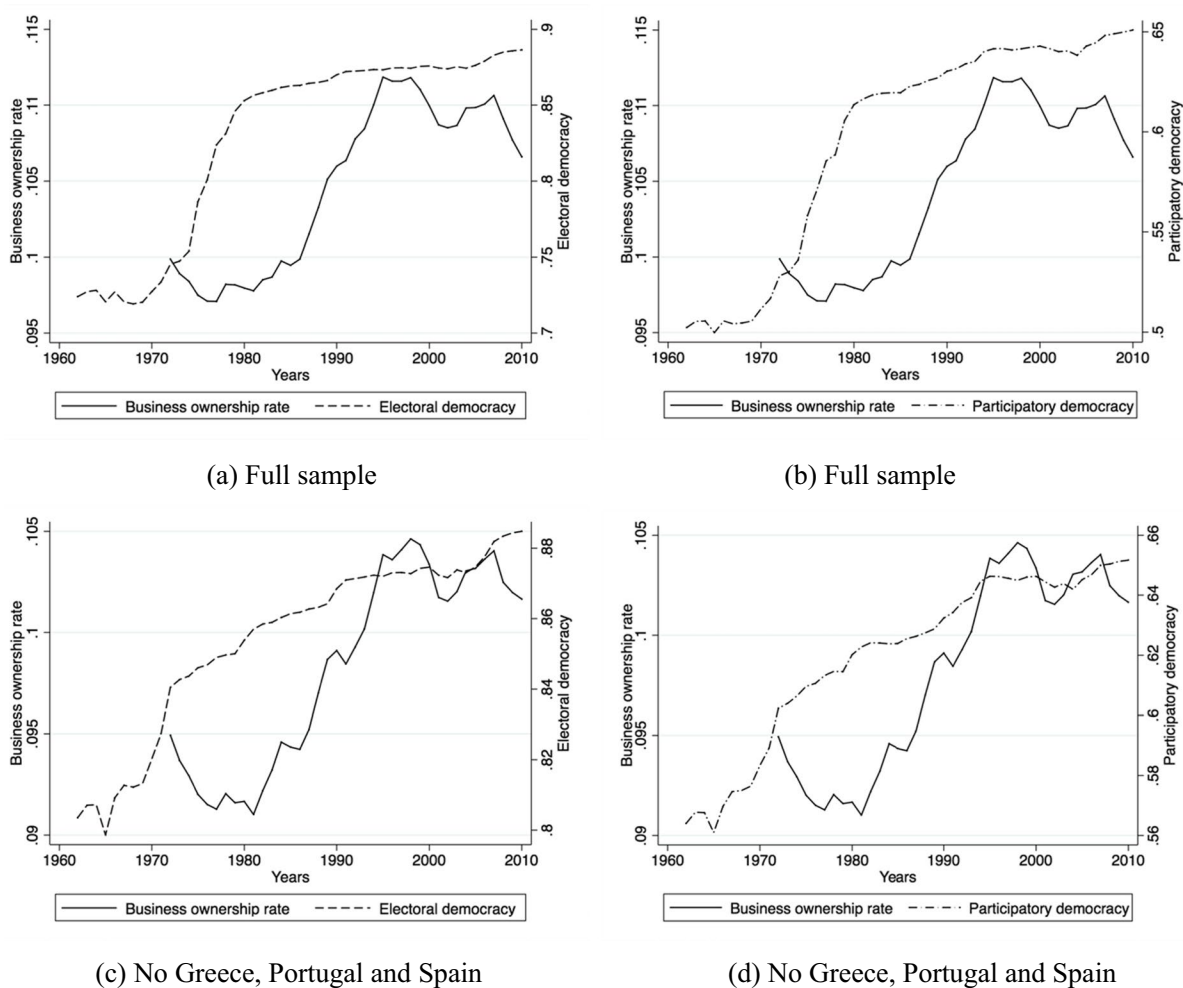 Business ownership rate
.095 .1 .105 .11 .115
Electoral democracy
.7 .75 .8 .85 .9
1960 1970 1980 1990 2000 2010
Years
Business ownership rate Electoral democracy
(a) Full sample
Business ownership rate
.095 .1 .105 .11 .115
Participatory democracy
.5 .55 .6 .65
1960 1970 1980 1990 2000 2010
Years
Business ownership rate Participatory democracy
(b) Full sample
Business ownership rate
.09 .095 .1 .105
Electoral democracy
.8 .82 .84 .86 .88
1960 1970 1980 1990 2000 2010
Years
Business ownership rate Electoral democracy
(c) No Greece, Portugal and Spain
Business ownership rate
.09 .095 .1 .105
Participatory democracy
.56 .58 .6 .62 .64 .66
1960 1970 1980 1990 2000 2010
Years
Business ownership rate Participatory democracy
(d) No Greece, Portugal and Spain